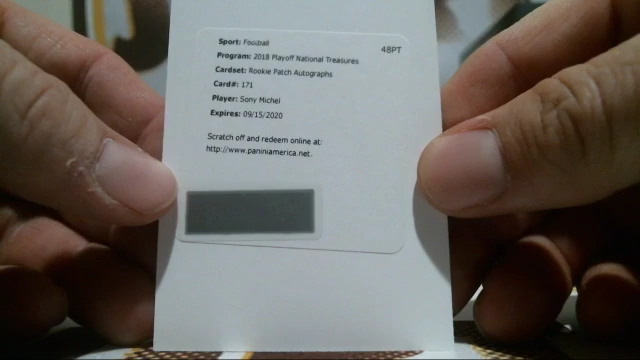 Sport: Football
48PT
Program: 2018 Playoff National Treasures
Cardset: Rookie Patch Autographs
Card#: 171
Player: Sony Michel
Expires: 09/15/2020
Scratch off and redeem online at:
http://www.paniniamerica.net.